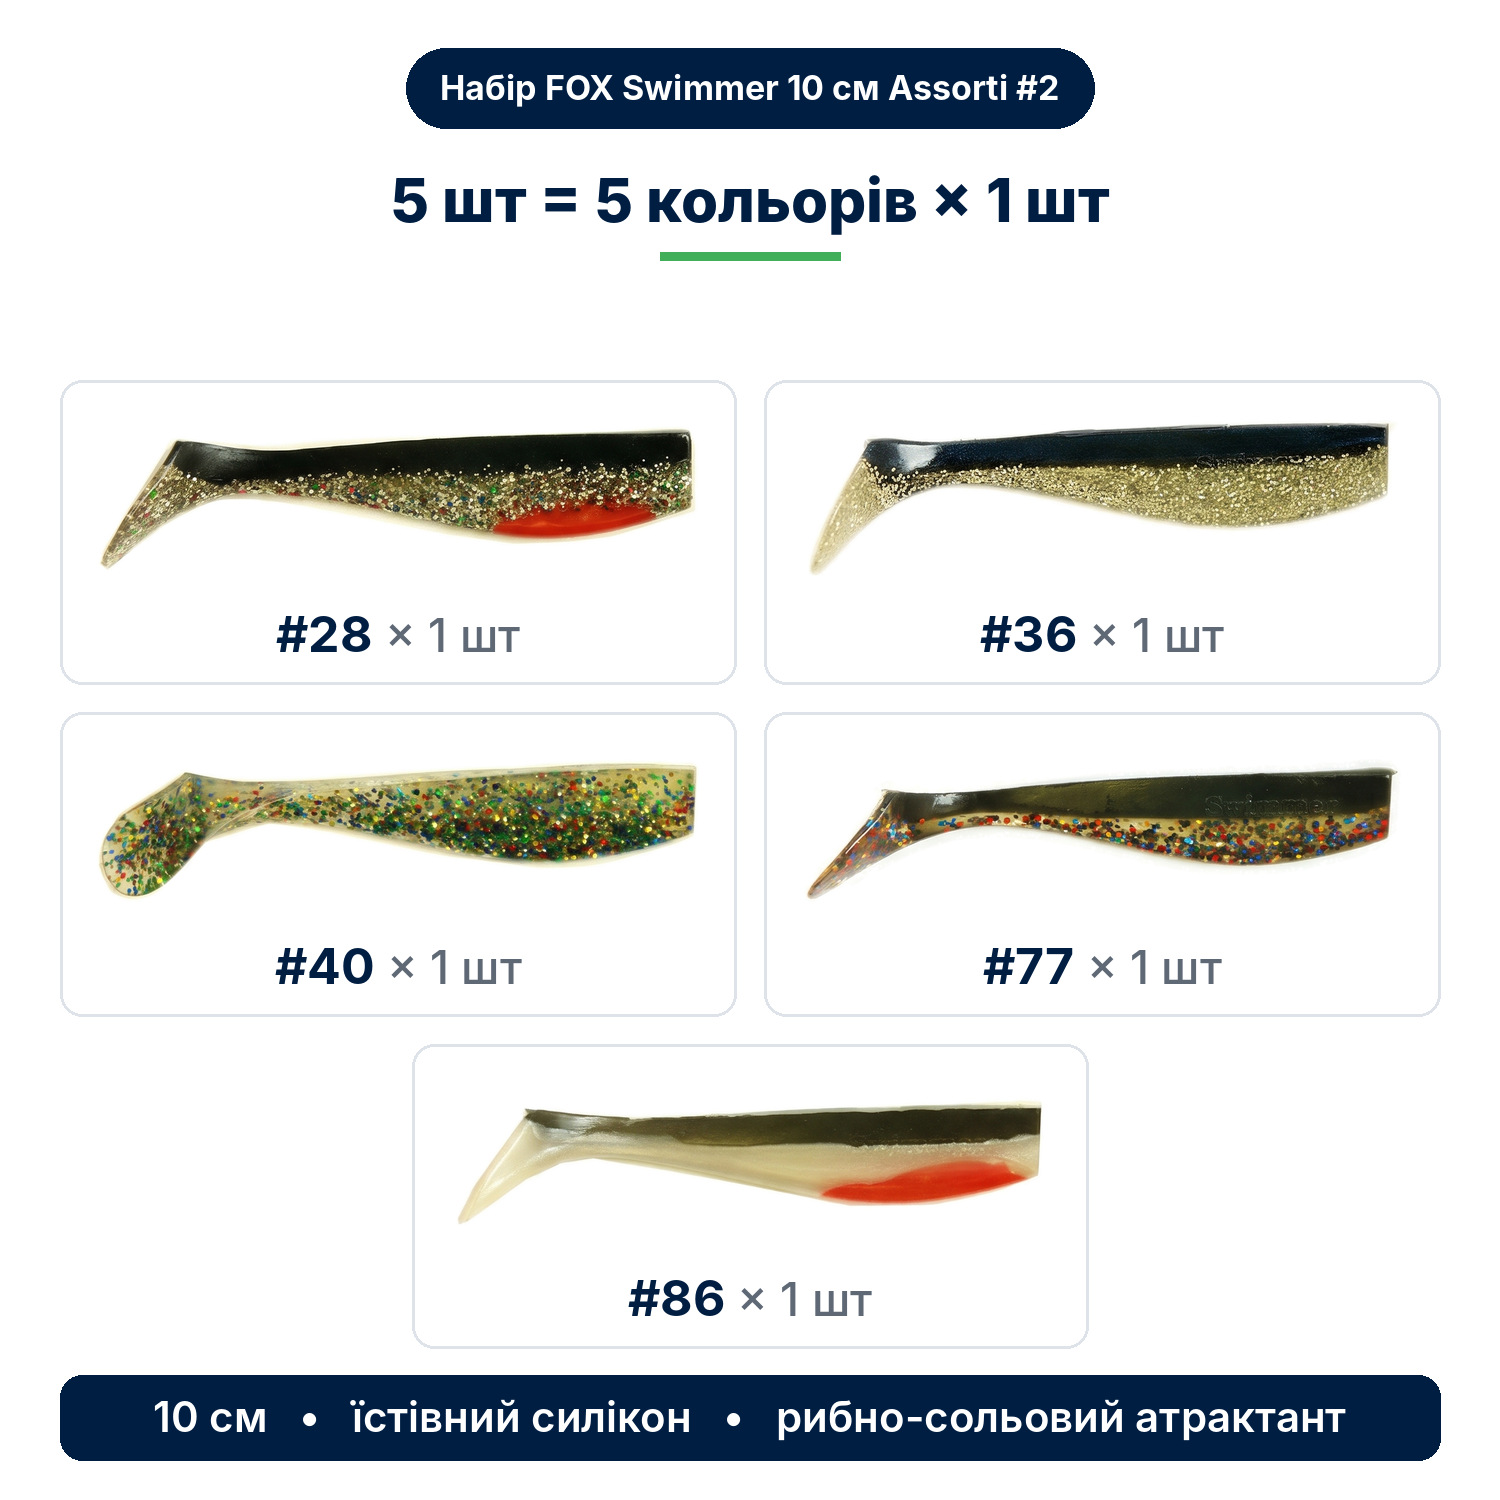 Набір FOX Swimmer 10 см Assorti #2
5 шт = 5 кольорів × 1 шт
#28 × 1 шт
#36 × 1 шт
#40 × 1 шт
Swimmer
#77 × 1 шт
#86 × 1 шт
10 см • їстівний силікон • рибно-сольовий атрактант